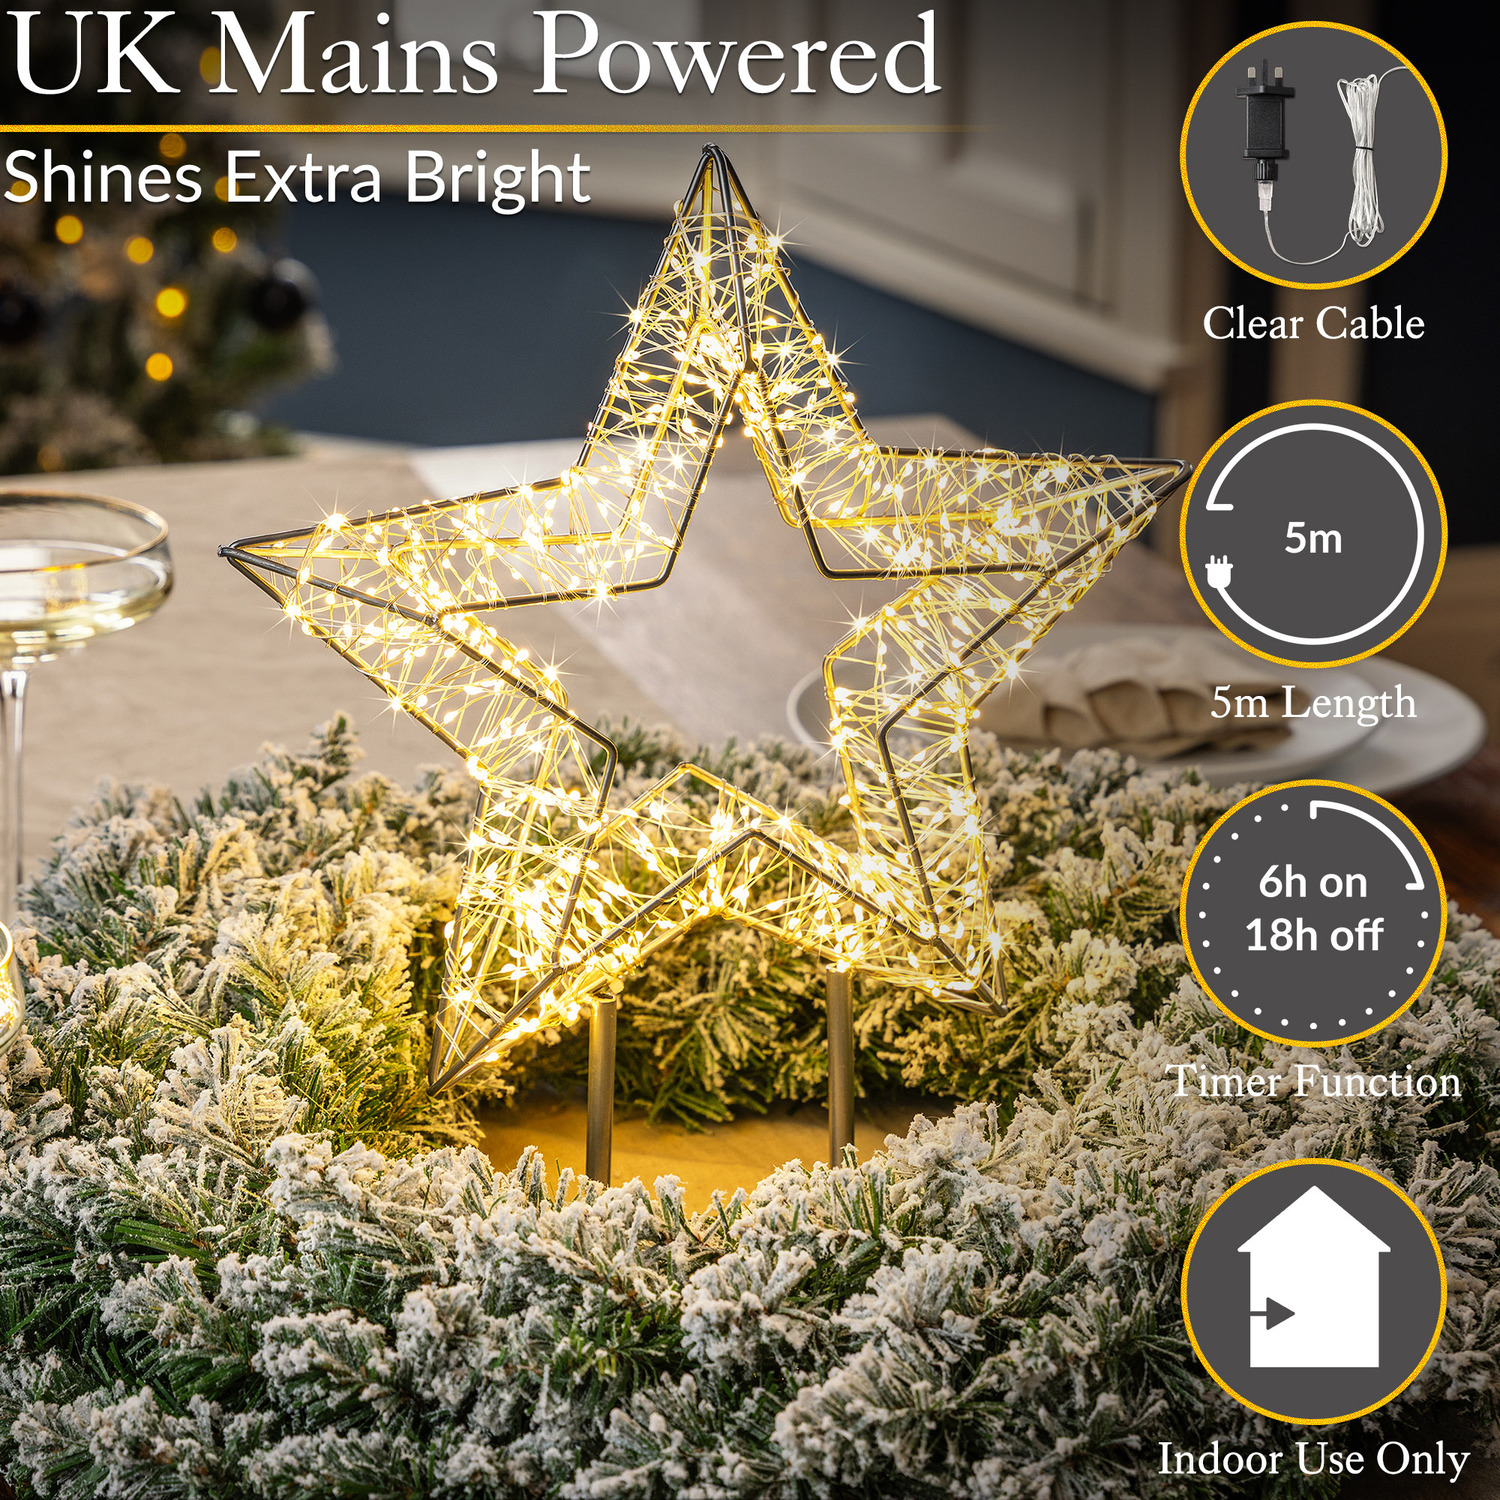 UK Mains Powered
Shines Extra Bright
Clear Cable
5m
5m Length
6h on
18h off
Timer Function
Indoor Use Only